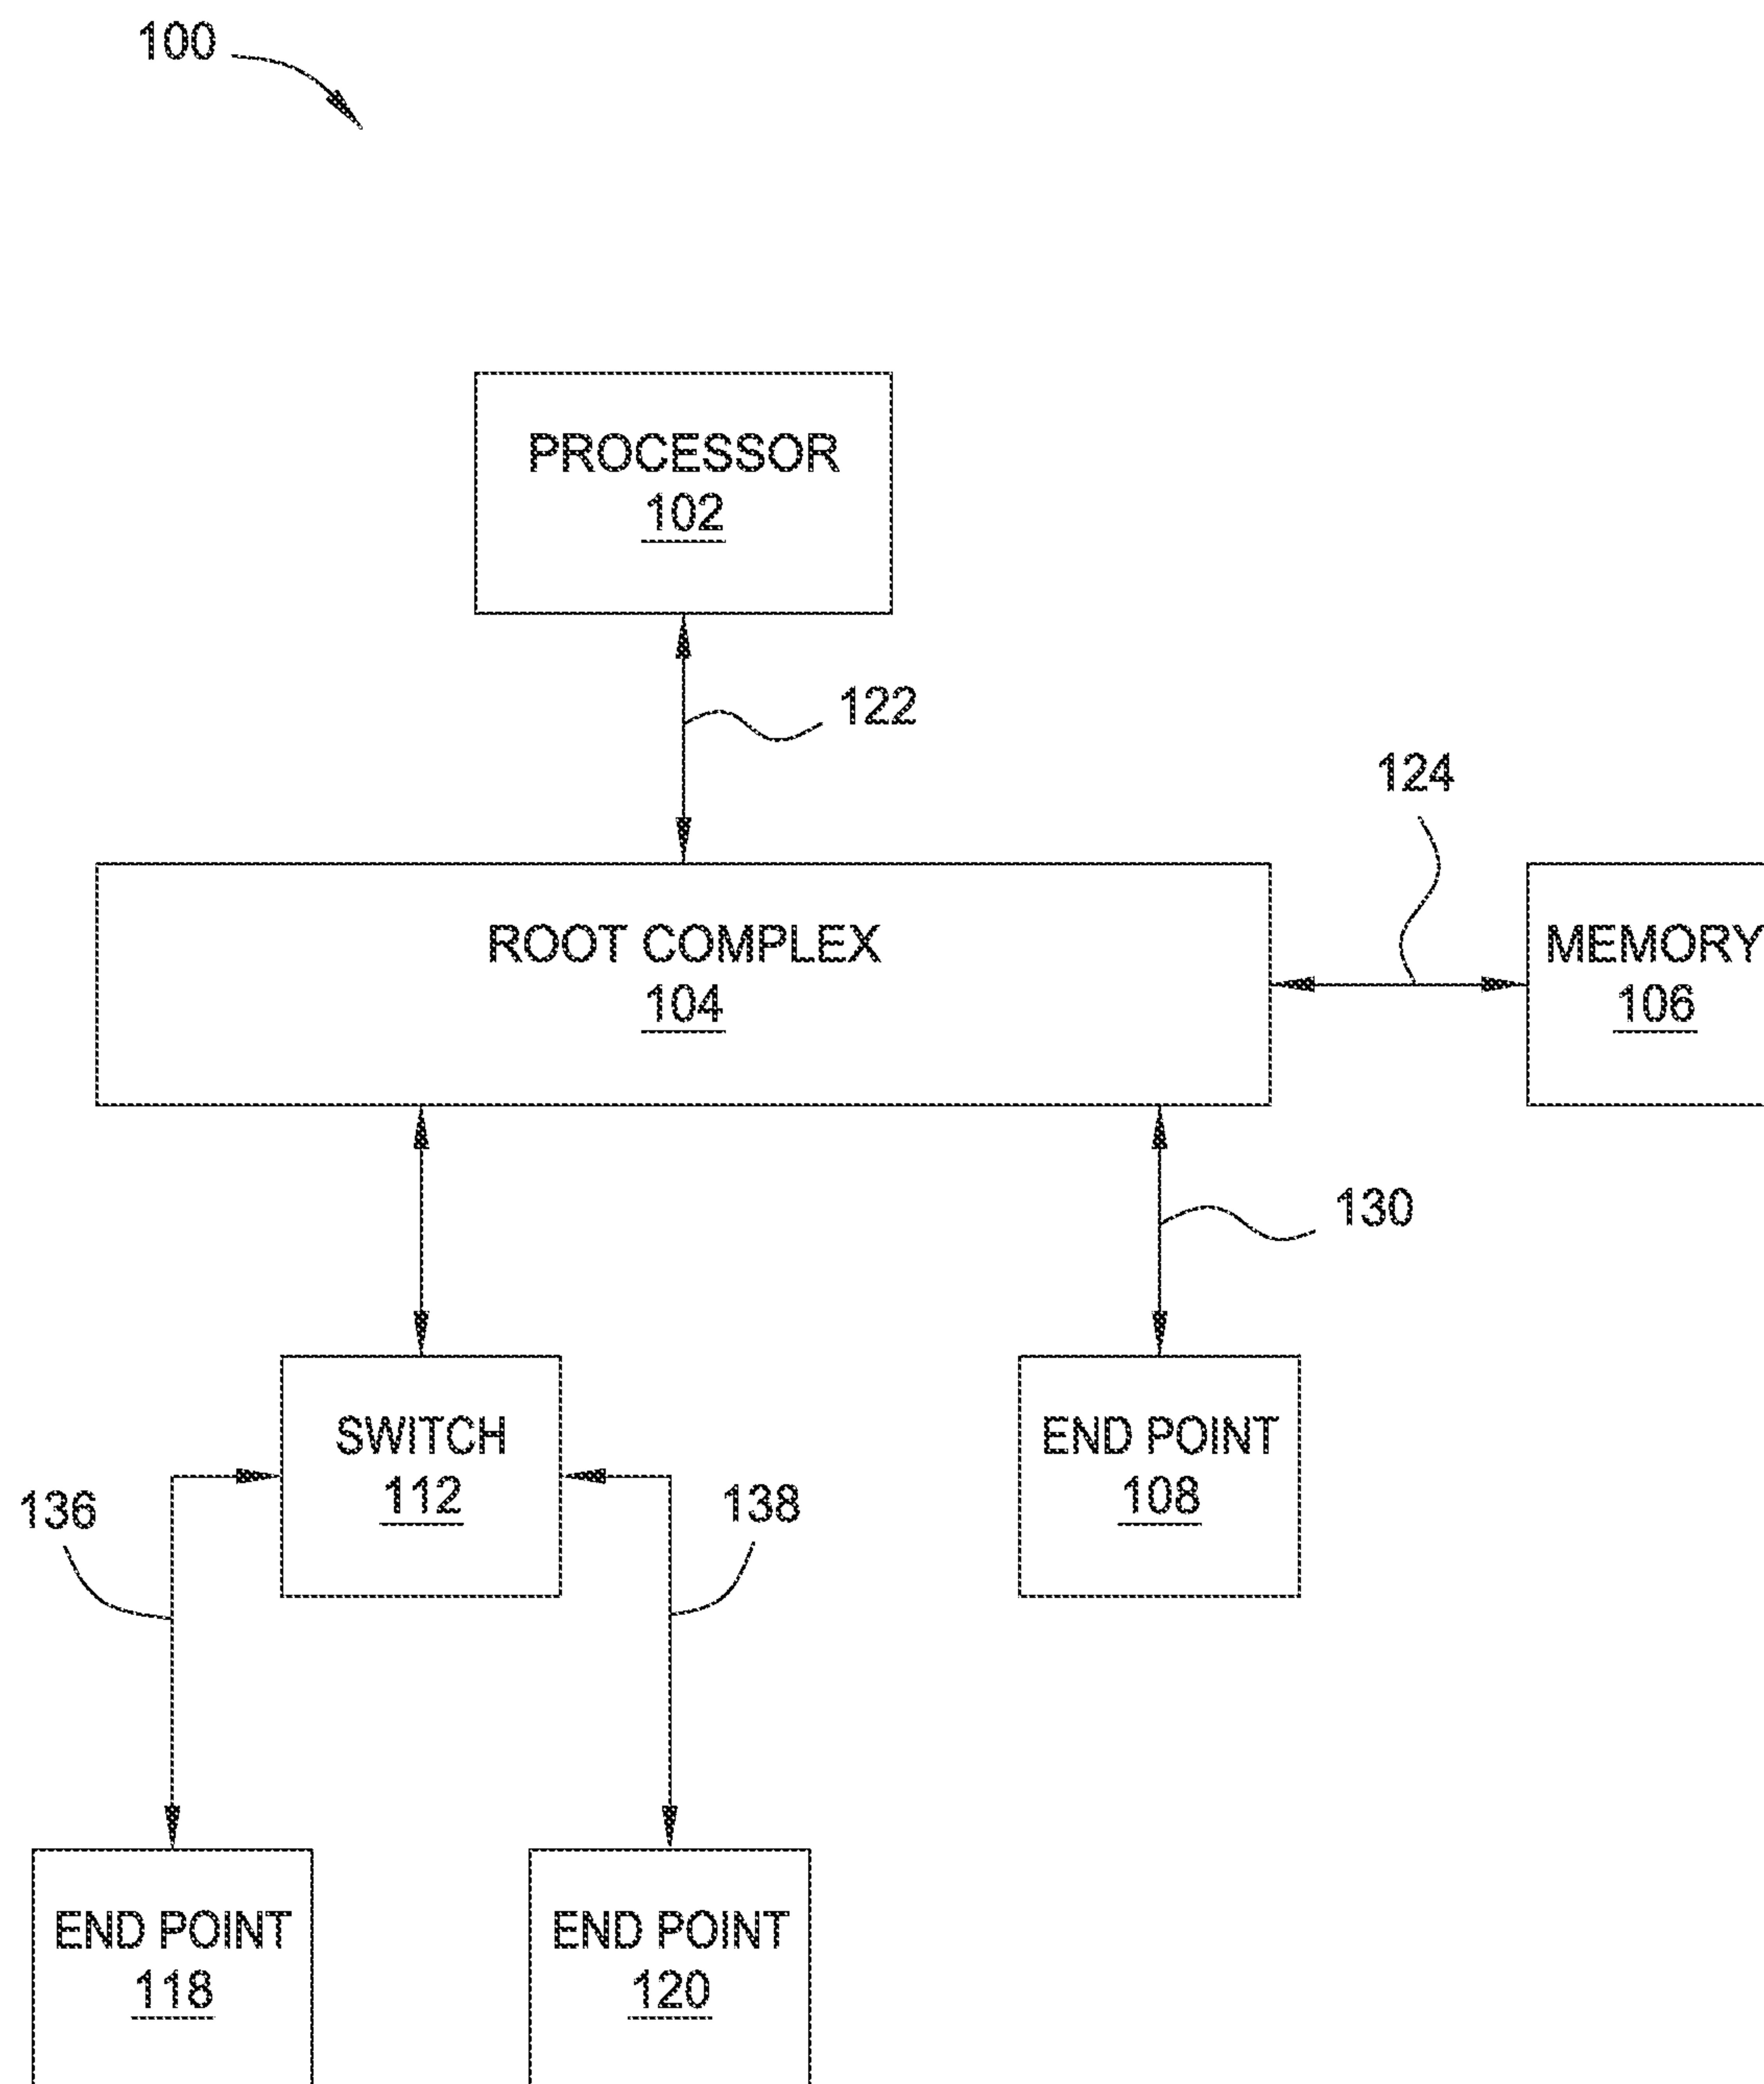 100
PROCESSOR
102
122
124
ROOT COMPLEX
104
MEMORY
106
130
SWITCH
112
END POINT
108
136
138
END POINT
118
END POINT
120